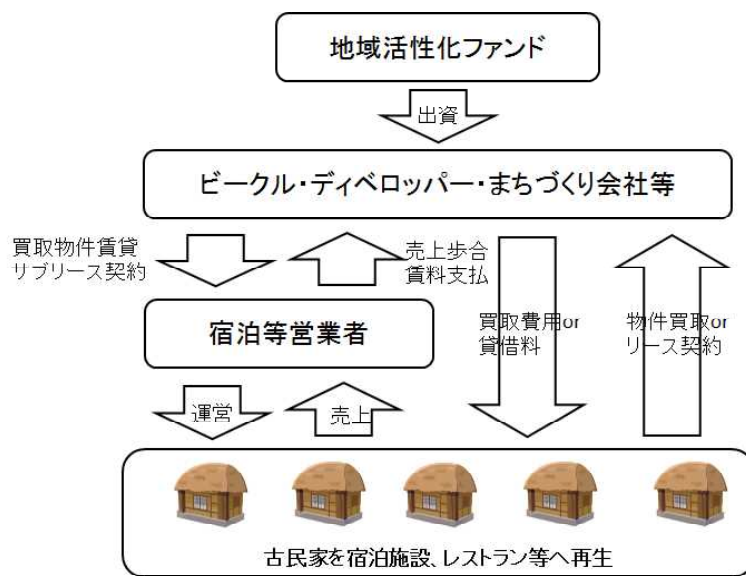 地域活性化ファンド
出資
ビークル・ディベロッパー・まちづくり会社等
買取物件賃貸
サブリース契約
売上歩合
賃料支払
宿泊等営業者
買取費用or
貸借料
物件買取or
リース契約
運営
売上
古民家を宿泊施設、レストラン等へ再生